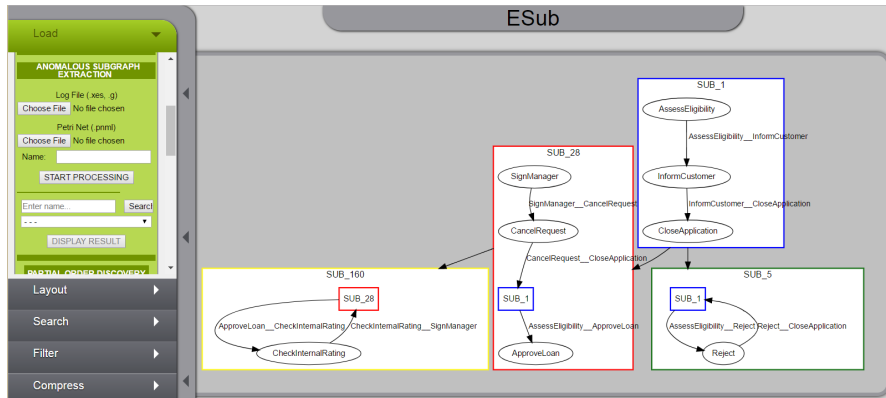 ESub
Load
ANOMALOUS SUBGRAPH
EXTRACTION
Log File (.xes, .g)
Choose File No file chosen
Petri Net (.pnml)
Choose File No file chosen
Name:
START PROCESSING
Enter name... Search
---
DISPLAY RESULT
PARTIAL ORDER DISCOVERY
Layout
Search
Filter
Compress
SUB_1
AssessEligibility
AssessEligibility__InformCustomer
InformCustomer
InformCustomer__CloseApplication
CloseApplication
SUB_28
SignManager
SignManager__CancelRequest
CancelRequest
CancelRequest__CloseApplication
SUB_1
AssessEligibility__ApproveLoan
ApproveLoan
SUB_160
SUB_28
ApproveLoan__CheckInternalRating CheckInternalRating__SignManager
CheckInternalRating
SUB_5
SUB_1
AssessEligibility__Reject Reject__CloseApplication
Reject